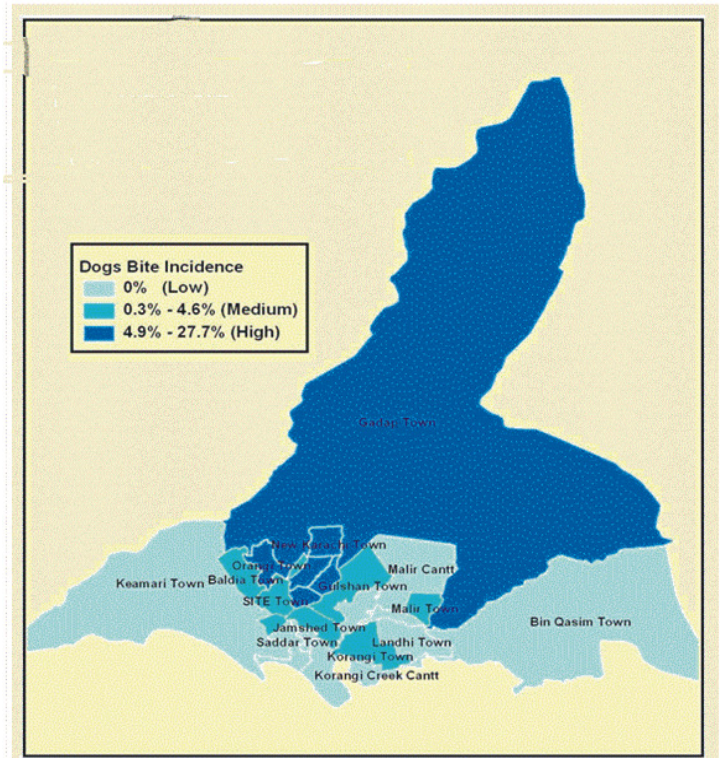 Dogs Bite Incidence
0% (Low)
0.3% - 4.6% (Medium)
4.9% - 27.7% (High)
Gadap Town
New Karachi Town
Orangi Town
Malir Cantt
Keamari Town
Baldia Town
Gulshan Town
SITE Town
Malir Town
Bin Qasim Town
Jamshed Town
Saddar Town
Landhi Town
Korangi Town
Korangi Creek Cantt